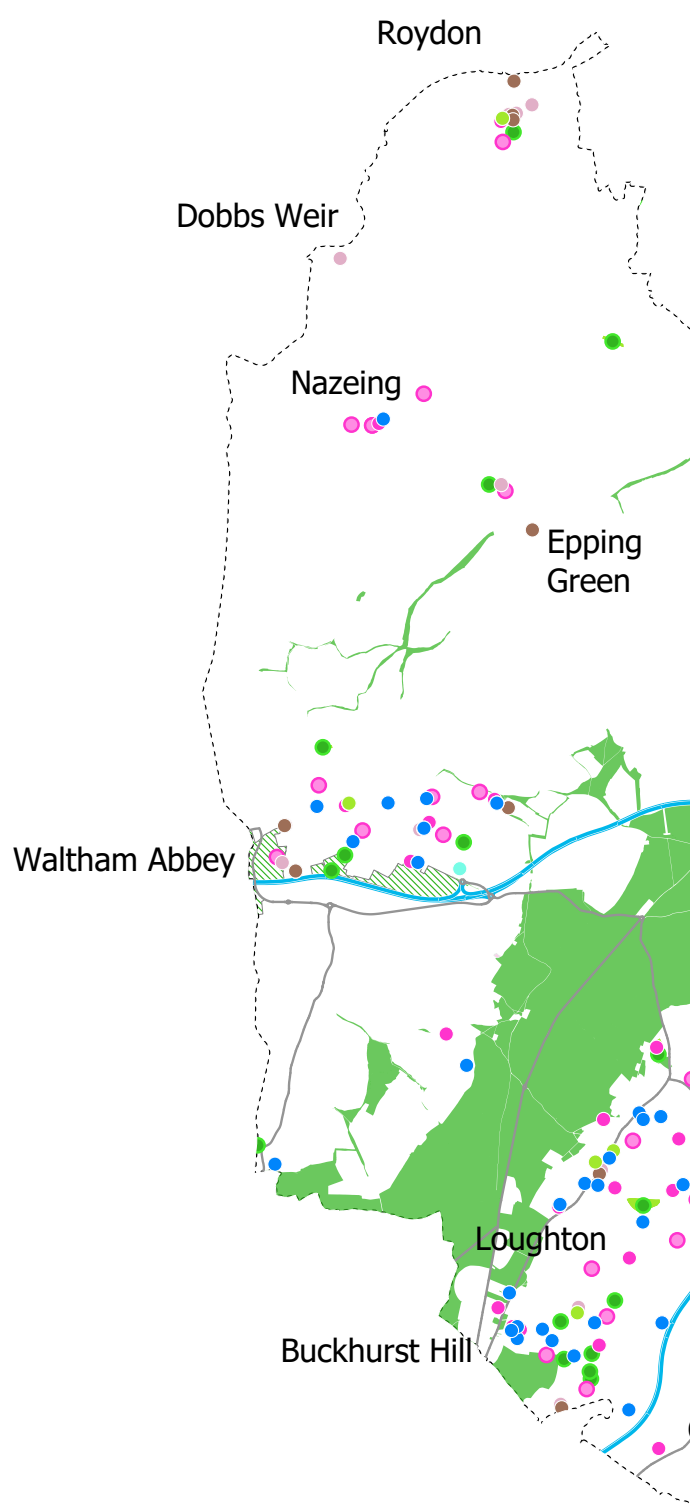 Roydon
Dobbs Weir
Nazeing
Epping
Green
Waltham Abbey
Loughton
Buckhurst Hill